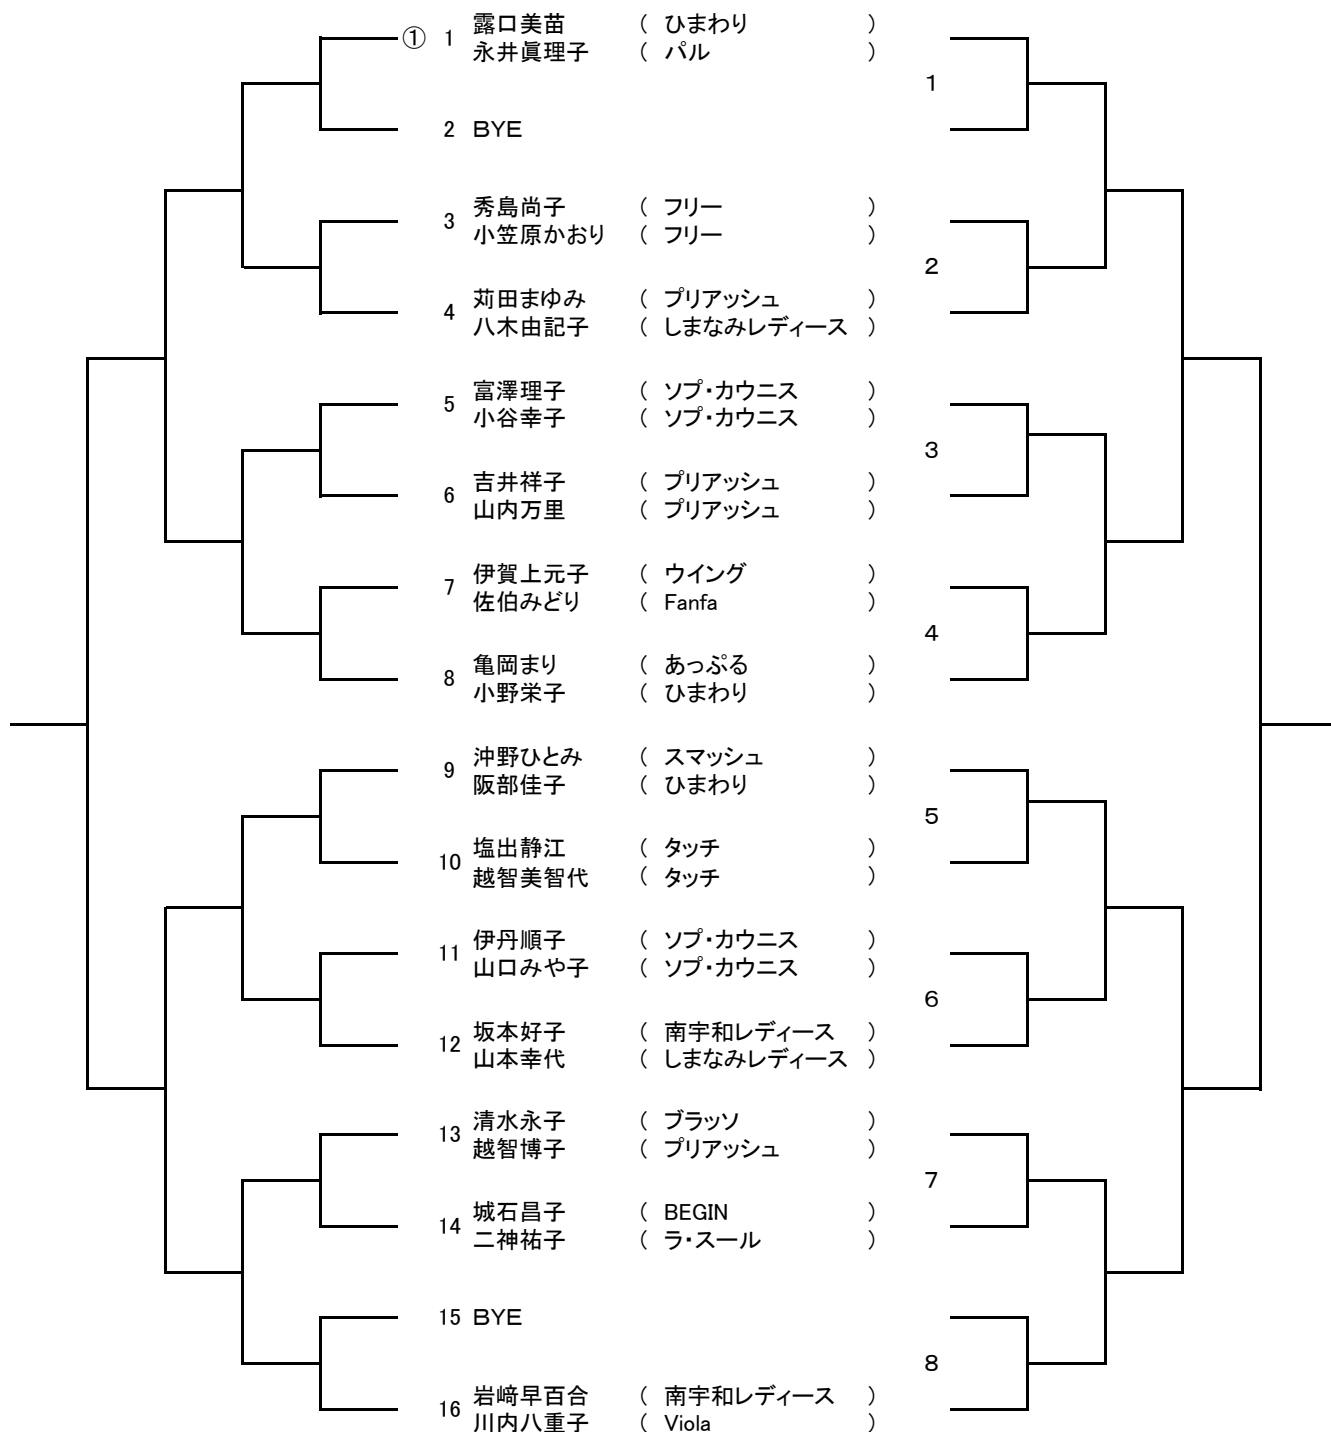 ① 1 露口美苗 ( ひまわり )
永井眞理子 ( パル )
1
2 BYE
3 秀島尚子 ( フリー )
小笠原かおり ( フリー )
2
4 苅田まゆみ ( プリアッシュ )
八木由記子 ( しまなみレディース )
5 富澤理子 ( ソプ・カウニス )
小谷幸子 ( ソプ・カウニス )
3
6 吉井祥子 ( プリアッシュ )
山内万里 ( プリアッシュ )
7 伊賀上元子 ( ウイング )
佐伯みどり ( Fanfa )
4
8 亀岡まり ( あっぷる )
小野栄子 ( ひまわり )
9 沖野ひとみ ( スマッシュ )
阪部佳子 ( ひまわり )
5
10 塩出静江 ( タッチ )
越智美智代 ( タッチ )
11 伊丹順子 ( ソプ・カウニス )
山口みや子 ( ソプ・カウニス )
6
12 坂本好子 ( 南宇和レディース )
山本幸代 ( しまなみレディース )
13 清水永子 ( ブラッソ )
越智博子 ( プリアッシュ )
7
14 城石昌子 ( BEGIN )
二神祐子 ( ラ・スール )
15 BYE
8
16 岩﨑早百合 ( 南宇和レディース )
川内八重子 ( Viola )